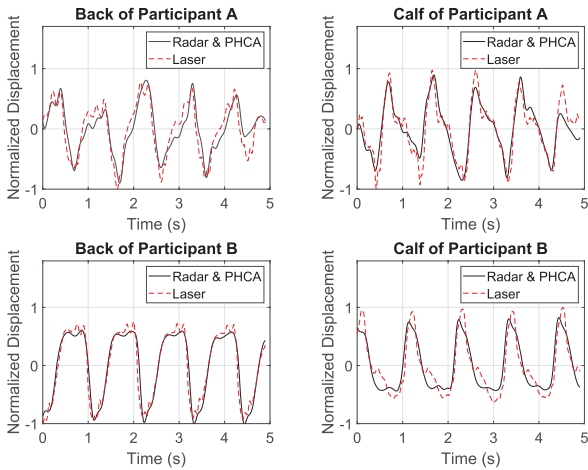 Back of Participant A
Normalized Displacement
1
0
-1
Radar & PHCA
Laser
0 1 2 3 4 5
Time (s)
Calf of Participant A
Normalized Displacement
1
0
-1
Radar & PHCA
Laser
0 1 2 3 4 5
Time (s)
Back of Participant B
Normalized Displacement
1
0
-1
Radar & PHCA
Laser
0 1 2 3 4 5
Time (s)
Calf of Participant B
Normalized Displacement
1
0
-1
Radar & PHCA
Laser
0 1 2 3 4 5
Time (s)